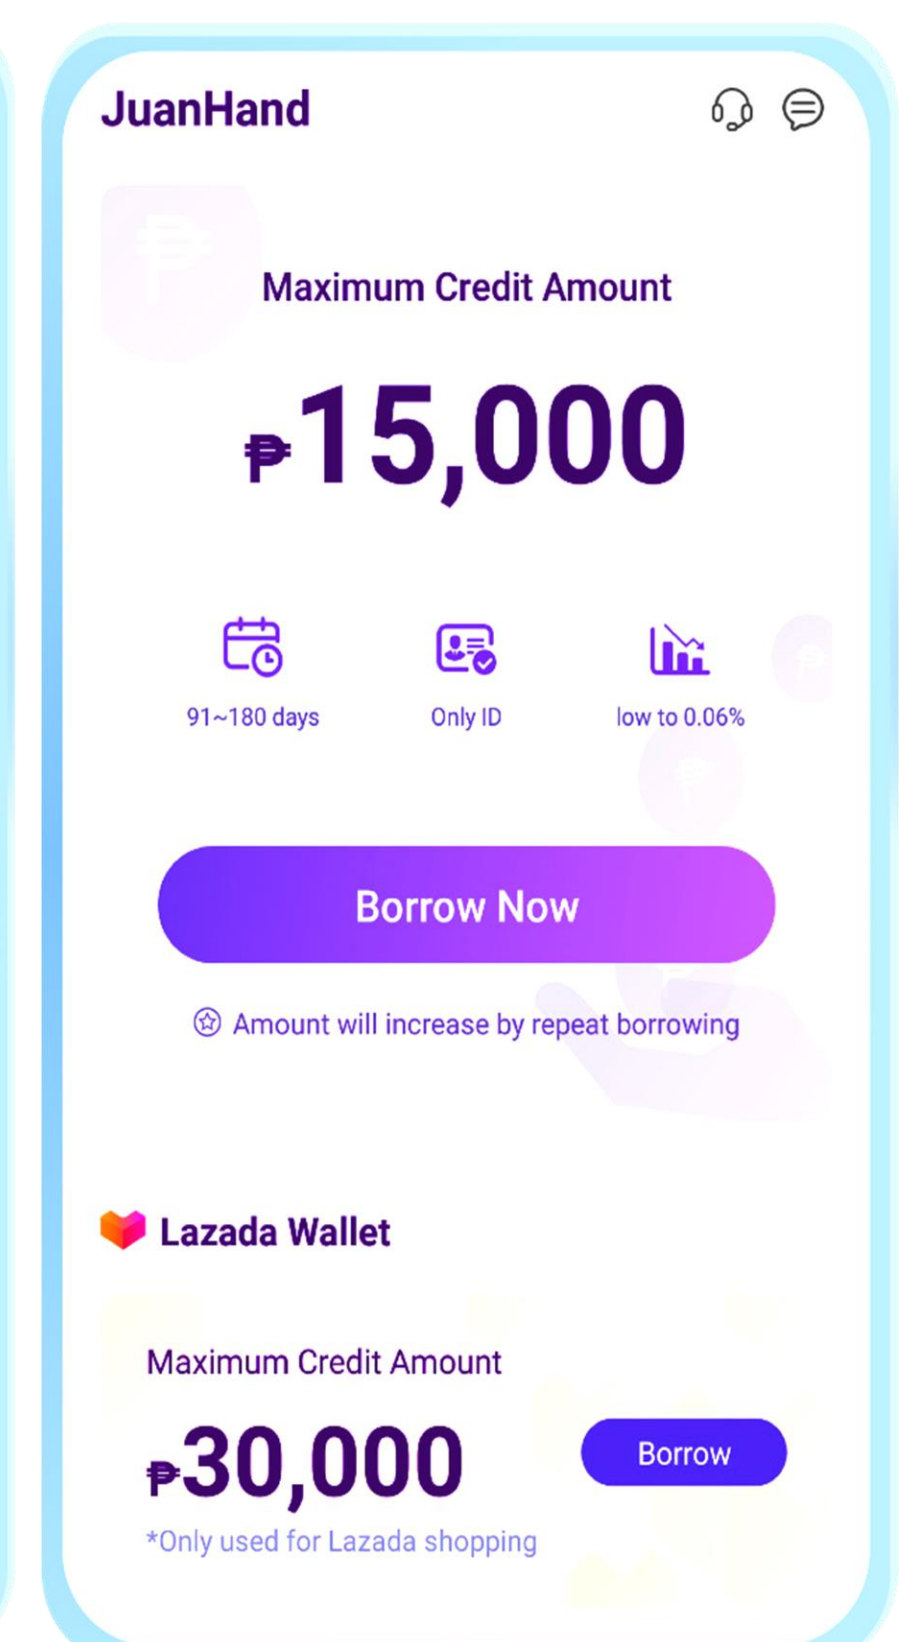 JuanHand
Maximum Credit Amount
₱15,000
91~180 days
Only ID
low to 0.06%
Borrow Now
Amount will increase by repeat borrowing
Lazada Wallet
Maximum Credit Amount
₱30,000
Borrow
*Only used for Lazada shopping